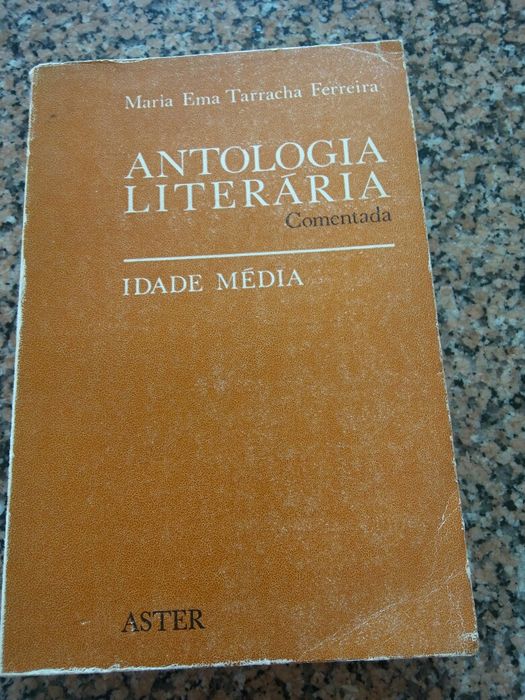 Maria Ema Tarracha Ferreira
ANTOLOGIA
LITERÁRIA
Comentada
IDADE MÉDIA
ASTER